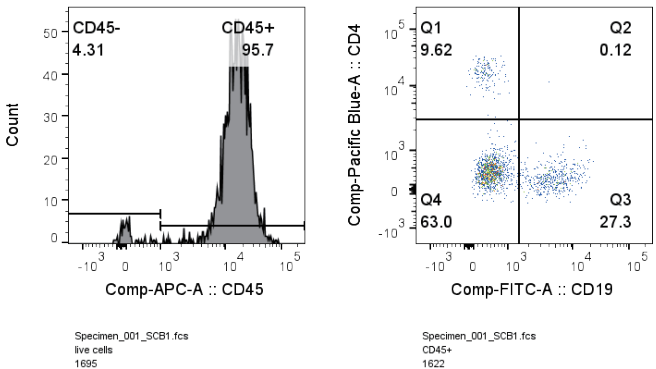 CD45-
4.31
CD45+
95.7
Count
50
40
30
20
10
0
-10^3
0
10^3
10^4
10^5
Comp-APC-A :: CD45
Specimen_001_SCB1.fcs
live cells
1695
Q1
9.62
Q2
0.12
Q4
63.0
Q3
27.3
Comp-Pacific Blue-A :: CD4
10^5
10^4
10^3
0
-10^3
-10^3
0
10^3
10^4
10^5
Comp-FITC-A :: CD19
Specimen_001_SCB1.fcs
CD45+
1622